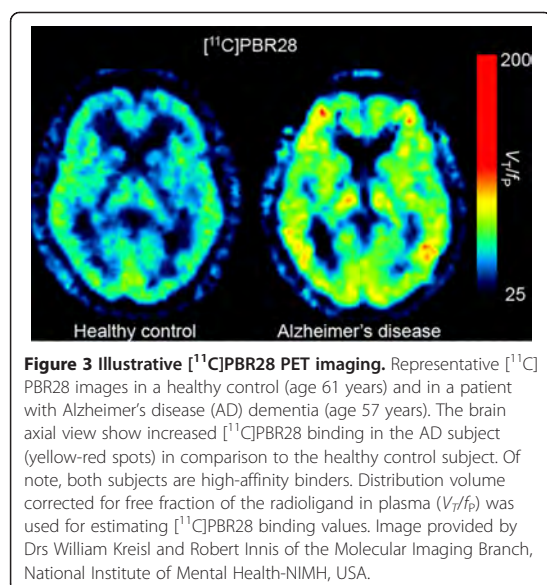 [¹¹C]PBR28
200
V_T/f_P
25
Healthy control
Alzheimer's disease
Figure 3 Illustrative [¹¹C]PBR28 PET imaging. Representative [¹¹C]
PBR28 images in a healthy control (age 61 years) and in a patient
with Alzheimer's disease (AD) dementia (age 57 years). The brain
axial view show increased [¹¹C]PBR28 binding in the AD subject
(yellow-red spots) in comparison to the healthy control subject. Of
note, both subjects are high-affinity binders. Distribution volume
corrected for free fraction of the radioligand in plasma (V_T/f_P) was
used for estimating [¹¹C]PBR28 binding values. Image provided by
Drs William Kreisl and Robert Innis of the Molecular Imaging Branch,
National Institute of Mental Health-NIMH, USA.